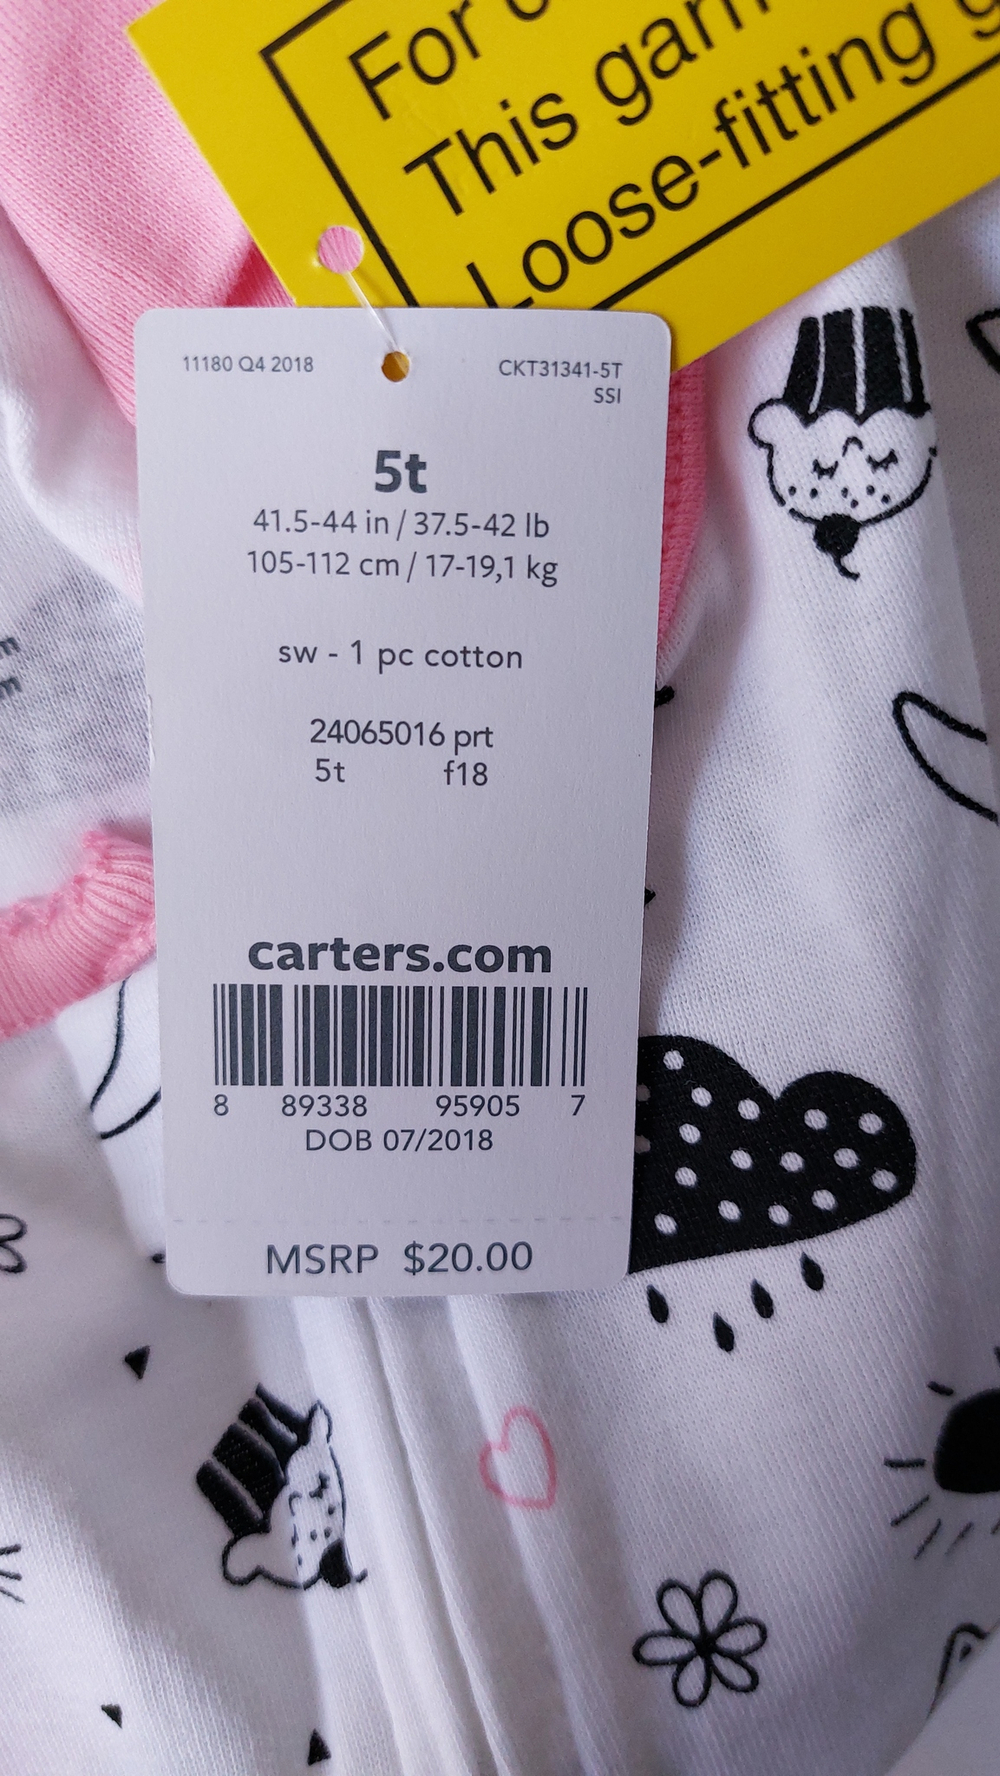 For
This
Loose-fitting
11180 Q4 2018
CKT31341-5T
SSI
5t
41.5-44 in / 37.5-42 lb
105-112 cm / 17-19,1 kg
sw - 1 pc cotton
24065016 prt
5t f18
carters.com
8 89338 95905 7
DOB 07/2018
MSRP $20.00